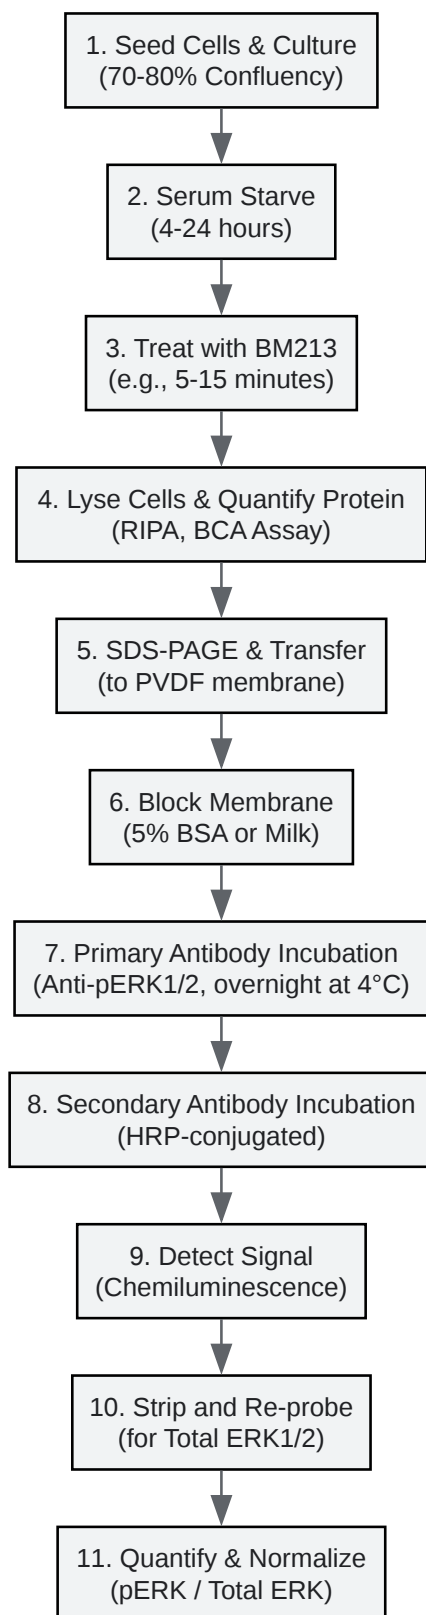 1. Seed Cells & Culture
(70-80% Confluency)
2. Serum Starve
(4-24 hours)
3. Treat with BM213
(e.g., 5-15 minutes)
4. Lyse Cells & Quantify Protein
(RIPA, BCA Assay)
5. SDS-PAGE & Transfer
(to PVDF membrane)
6. Block Membrane
(5% BSA or Milk)
7. Primary Antibody Incubation
(Anti-pERK1/2, overnight at 4°C)
8. Secondary Antibody Incubation
(HRP-conjugated)
9. Detect Signal
(Chemiluminescence)
10. Strip and Re-probe
(for Total ERK1/2)
11. Quantify & Normalize
(pERK / Total ERK)